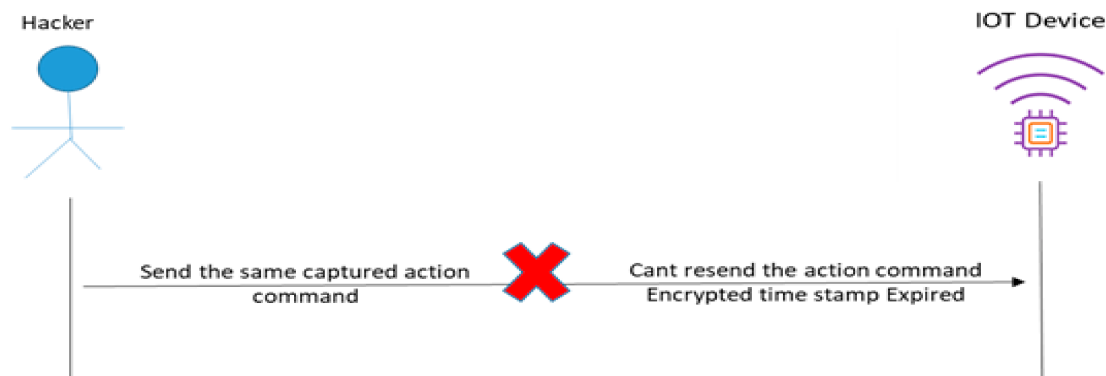 Hacker
IOT Device
Send the same captured action
command
Cant resend the action command
Encrypted time stamp Expired